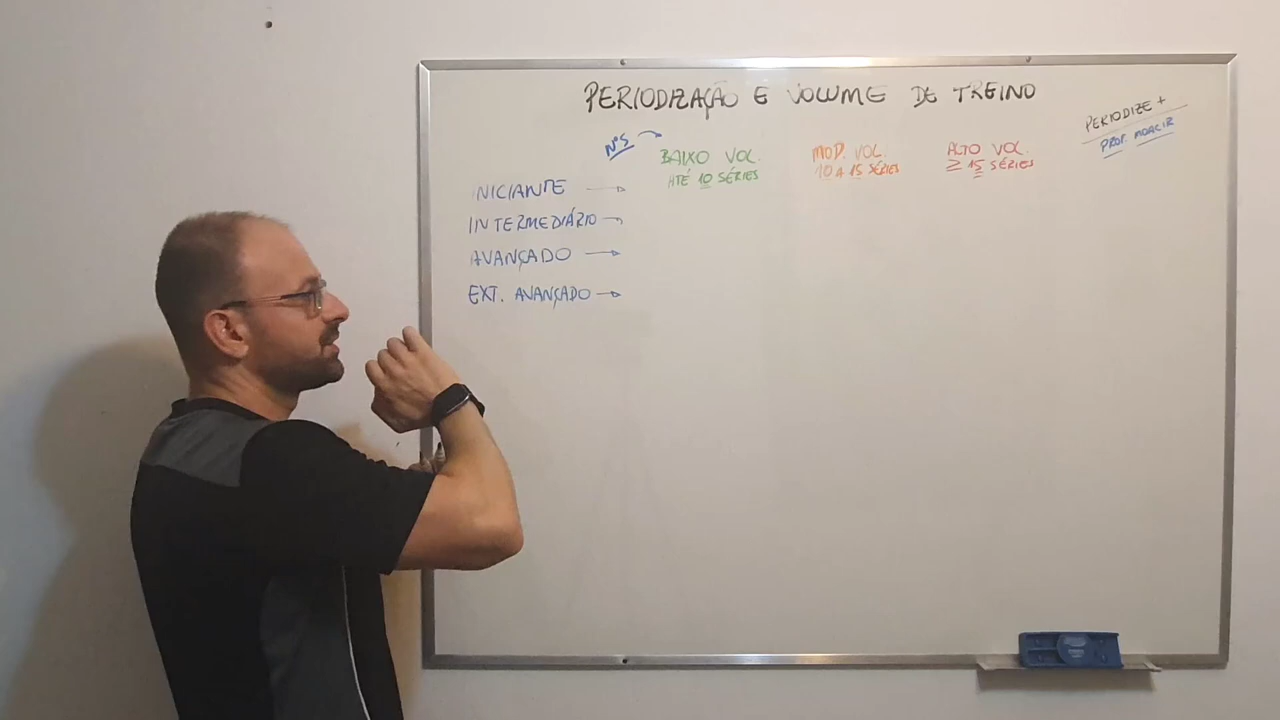 PERIODIZAÇÃO E VOLUME DE TREINO
PERIODIZE +
PROF. MOACIR
NºS
BAIXO VOL.
ATÉ 10 SÉRIES
MOD. VOL.
10 A 15 SÉRIES
ALTO VOL.
≥ 15 SÉRIES
INICIANTE →
INTERMEDIÁRIO →
AVANÇADO →
EXT. AVANÇADO →